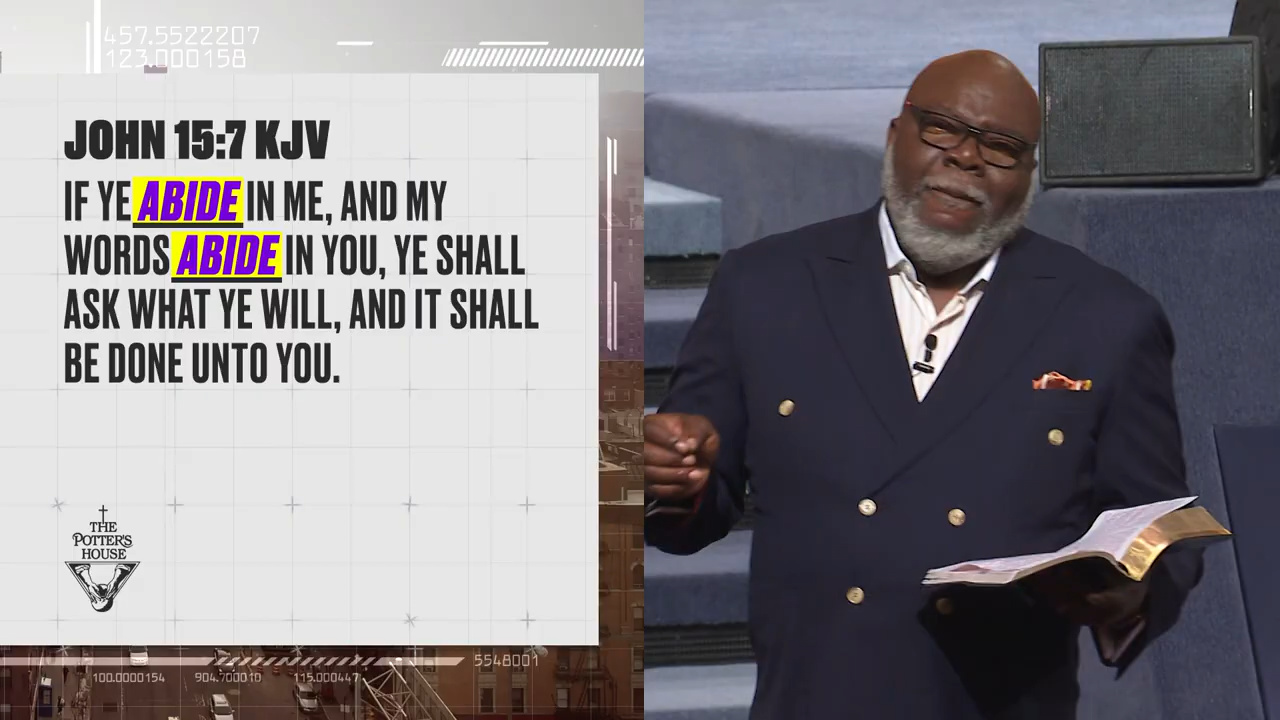 457.5522207
123.000158
JOHN 15:7 KJV
IF YE ABIDE IN ME, AND MY
WORDS ABIDE IN YOU, YE SHALL
ASK WHAT YE WILL, AND IT SHALL
BE DONE UNTO YOU.
THE
POTTER'S
HOUSE
5548001
100.0000154 904.700010 115.000447